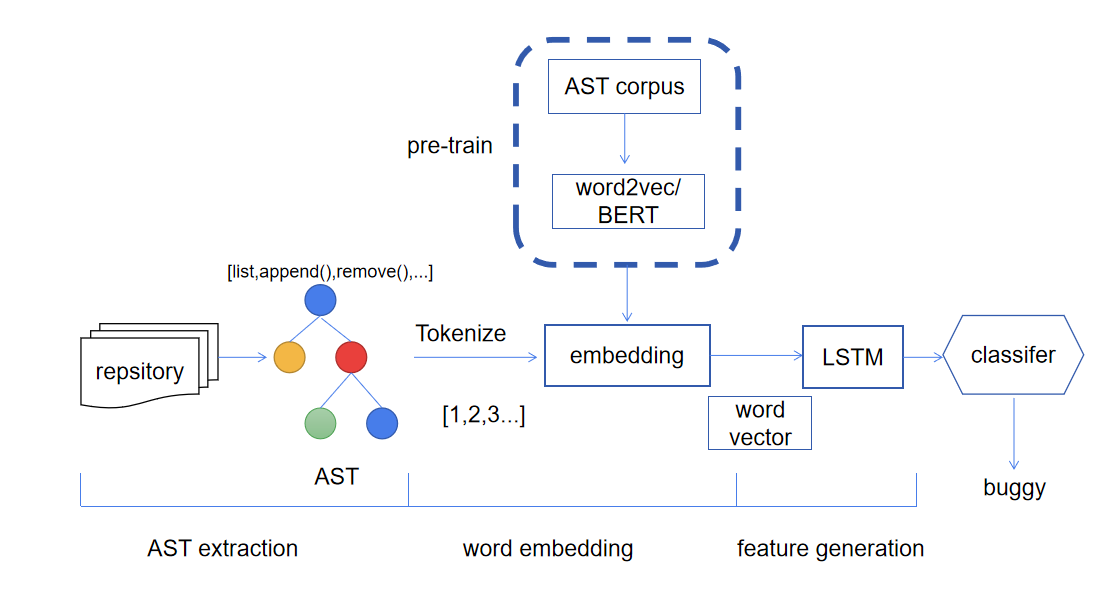 AST corpus
pre-train
word2vec/
BERT
[list,append(),remove(),...]
Tokenize
repsitory
embedding
LSTM
classifer
[1,2,3...]
word
vector
AST
buggy
AST extraction
word embedding
feature generation